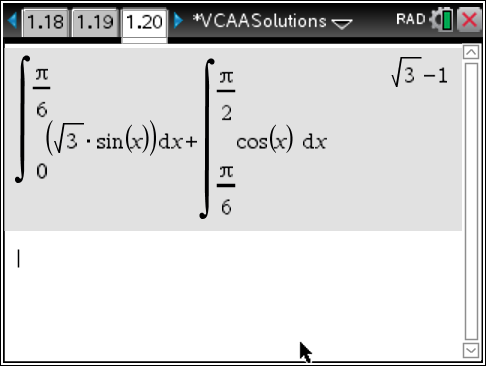 1.18 1.19 1.20 *VCAASolutions RAD
∫₀^(π/6) (√3·sin(x))dx + ∫_(π/6)^(π/2) cos(x) dx √3−1